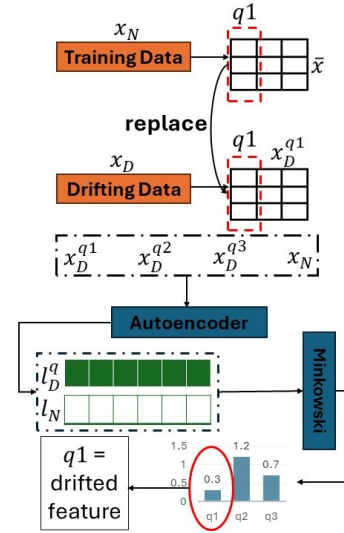 x_N q1
Training Data x̄
replace
q1 x_D^{q1}
x_D
Drifting Data
x_D^{q1} x_D^{q2} x_D^{q3} x_N
Autoencoder
l_D^q
l_N
Minkowski
q1 =
drifted
feature
1.5
1
0.5
0
0.3
1.2
0.7
q1 q2 q3